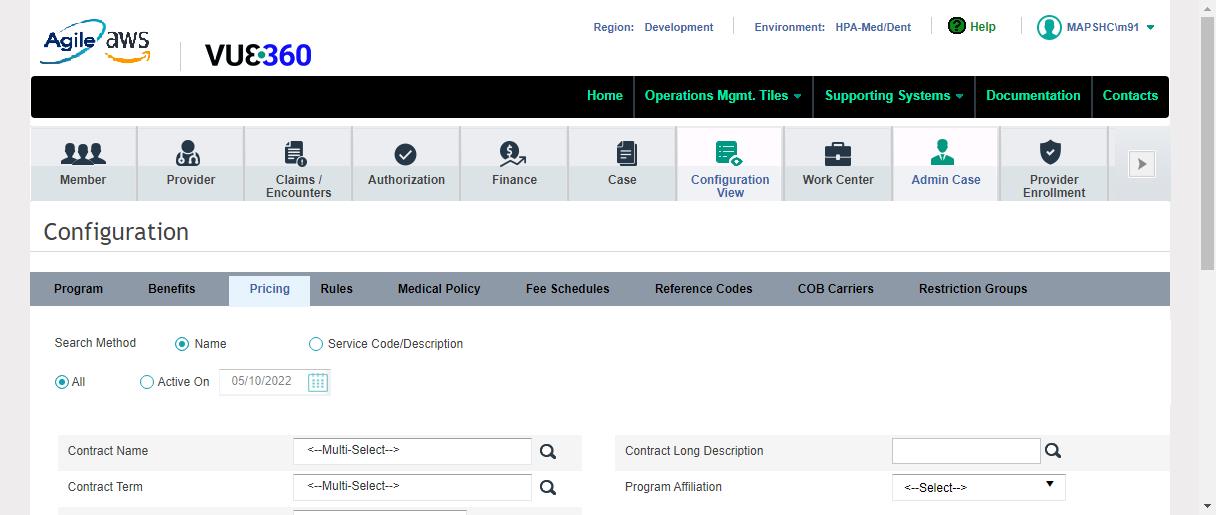 Agile aws
VUE360
Region: Development
Environment: HPA-Med/Dent
? Help
MAPSHC\m91
Home
Operations Mgmt. Tiles
Supporting Systems
Documentation
Contacts
Member
Provider
Claims /
Encounters
Authorization
Finance
Case
Configuration
View
Work Center
Admin Case
Provider
Enrollment
Configuration
Program
Benefits
Pricing
Rules
Medical Policy
Fee Schedules
Reference Codes
COB Carriers
Restriction Groups
Search Method
Name
Service Code/Description
All
Active On
05/10/2022
Contract Name
<--Multi-Select-->
Contract Long Description
Contract Term
<--Multi-Select-->
Program Affiliation
<--Select-->